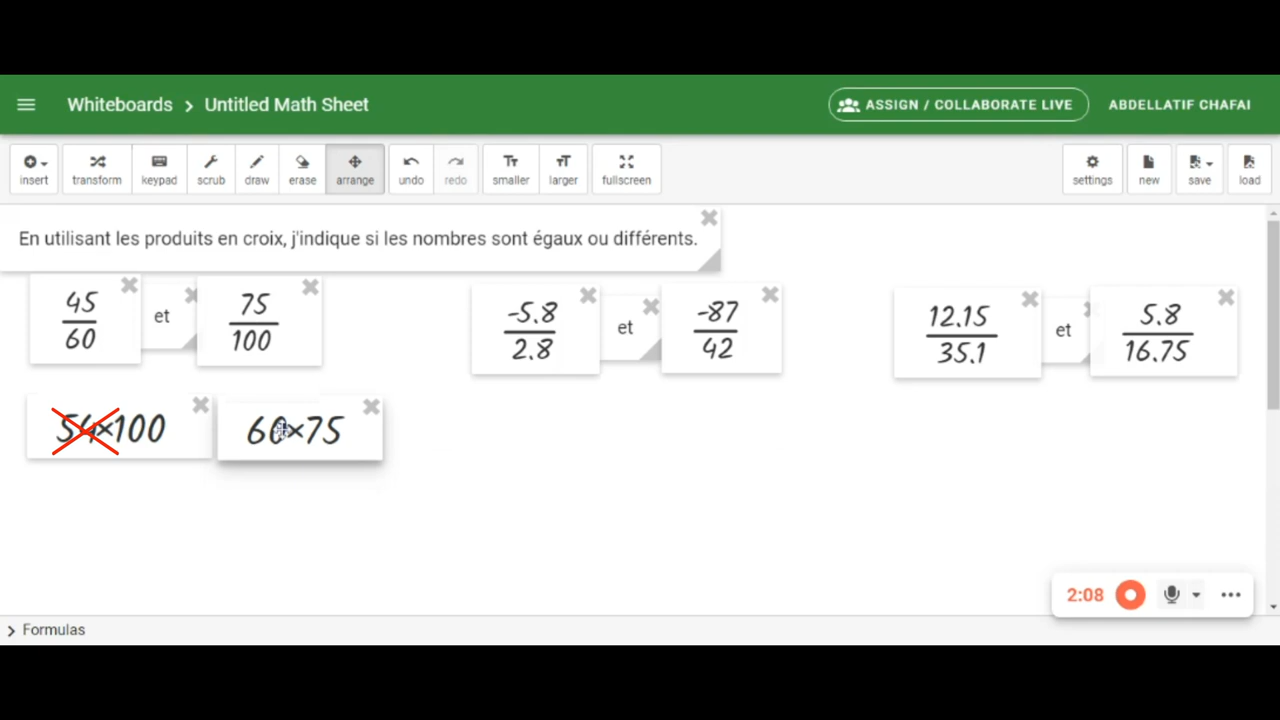 Whiteboards > Untitled Math Sheet
ASSIGN / COLLABORATE LIVE
ABDELLATIF CHAFAI
insert
transform
keypad
scrub
draw
erase
arrange
undo
redo
smaller
larger
fullscreen
settings
new
save
load
En utilisant les produits en croix, j'indique si les nombres sont égaux ou différents.
45/60 et 75/100
-5.8/2.8 et -87/42
12.15/35.1 et 5.8/16.75
54×100
60×75
2:08
Formulas